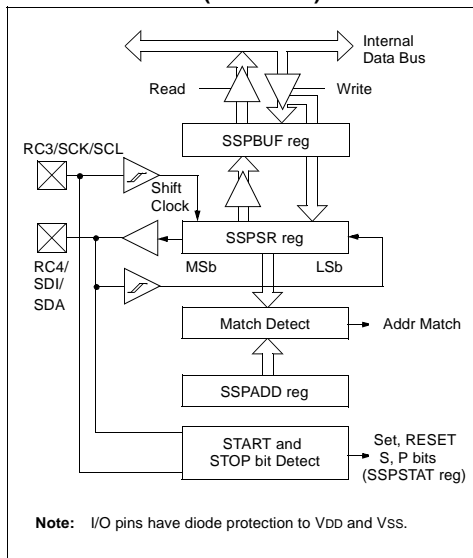 Internal
Data Bus
Read
Write
SSPBUF reg
RC3/SCK/SCL
Shift
Clock
SSPSR reg
MSb
LSb
RC4/
SDI/
SDA
Match Detect
Addr Match
SSPADD reg
START and
STOP bit Detect
Set, RESET
S, P bits
(SSPSTAT reg)
Note: I/O pins have diode protection to VDD and VSS.